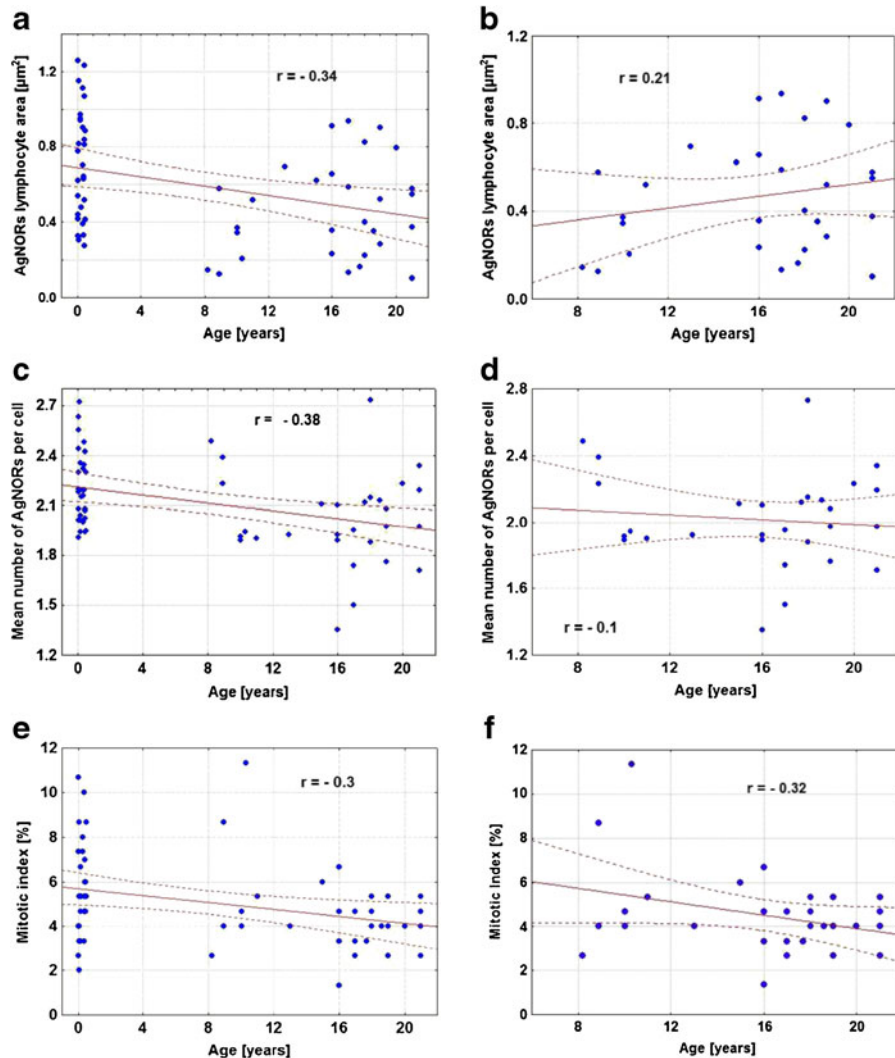 a
AgNORs lymphocyte area [µm²]
1.2
0.8
0.4
0.0
r = - 0.34
0 4 8 12 16 20
Age [years]
b
AgNORs lymphocyte area [µm²]
1.2
0.8
0.4
0.0
r = 0.21
8 12 16 20
Age [years]
c
Mean number of AgNORs per cell
2.7
2.4
2.1
1.8
1.5
1.2
r = - 0.38
0 4 8 12 16 20
Age [years]
d
Mean number of AgNORs per cell
2.8
2.4
2.0
1.6
1.2
r = - 0.1
8 12 16 20
Age [years]
e
Mitotic index [%]
12
10
8
6
4
2
0
r = - 0.3
0 4 8 12 16 20
Age [years]
f
Mitotic index [%]
12
10
8
6
4
2
0
r = - 0.32
8 12 16 20
Age [years]